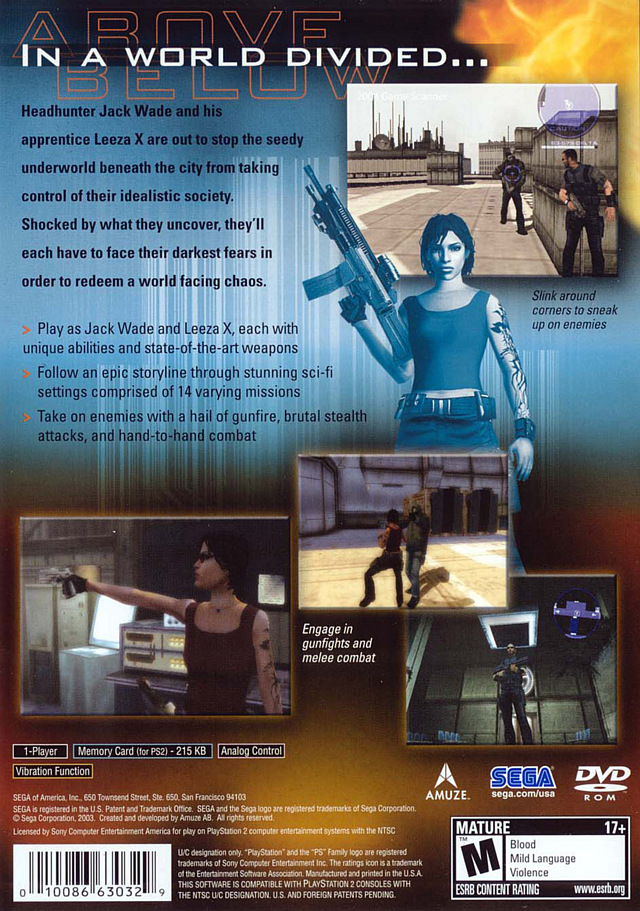 ABOVE
IN A WORLD DIVIDED...
BELOW
Headhunter Jack Wade and his
apprentice Leeza X are out to stop the seedy
underworld beneath the city from taking
control of their idealistic society.
Shocked by what they uncover, they'll
each have to face their darkest fears in
order to redeem a world facing chaos.
> Play as Jack Wade and Leeza X, each with
unique abilities and state-of-the-art weapons
> Follow an epic storyline through stunning sci-fi
settings comprised of 14 varying missions
> Take on enemies with a hail of gunfire, brutal stealth
attacks, and hand-to-hand combat
CAUTION
Slink around
corners to sneak
up on enemies
Engage in
gunfights and
melee combat
1-Player
Memory Card (for PS2) - 215 KB
Analog Control
Vibration Function
SEGA of America, Inc., 650 Townsend Street, Ste. 650, San Francisco 94103
SEGA is registered in the U.S. Patent and Trademark Office. SEGA and the Sega logo are registered trademarks of Sega Corporation.
© Sega Corporation, 2003. Created and developed by Amuze AB. All rights reserved.
Licensed by Sony Computer Entertainment America for play on PlayStation 2 computer entertainment systems with the NTSC
U/C designation only. "PlayStation" and the "PS" Family logo are registered
trademarks of Sony Computer Entertainment Inc. The ratings icon is a trademark
of the Entertainment Software Association. Manufactured and printed in the U.S.A.
THIS SOFTWARE IS COMPATIBLE WITH PLAYSTATION 2 CONSOLES WITH
THE NTSC U/C DESIGNATION. U.S. AND FOREIGN PATENTS PENDING.
0 10086 63032 9
AMUZE™
SEGA
sega.com/usa
DVD
ROM
MATURE 17+
M
Blood
Mild Language
Violence
ESRB CONTENT RATING www.esrb.org